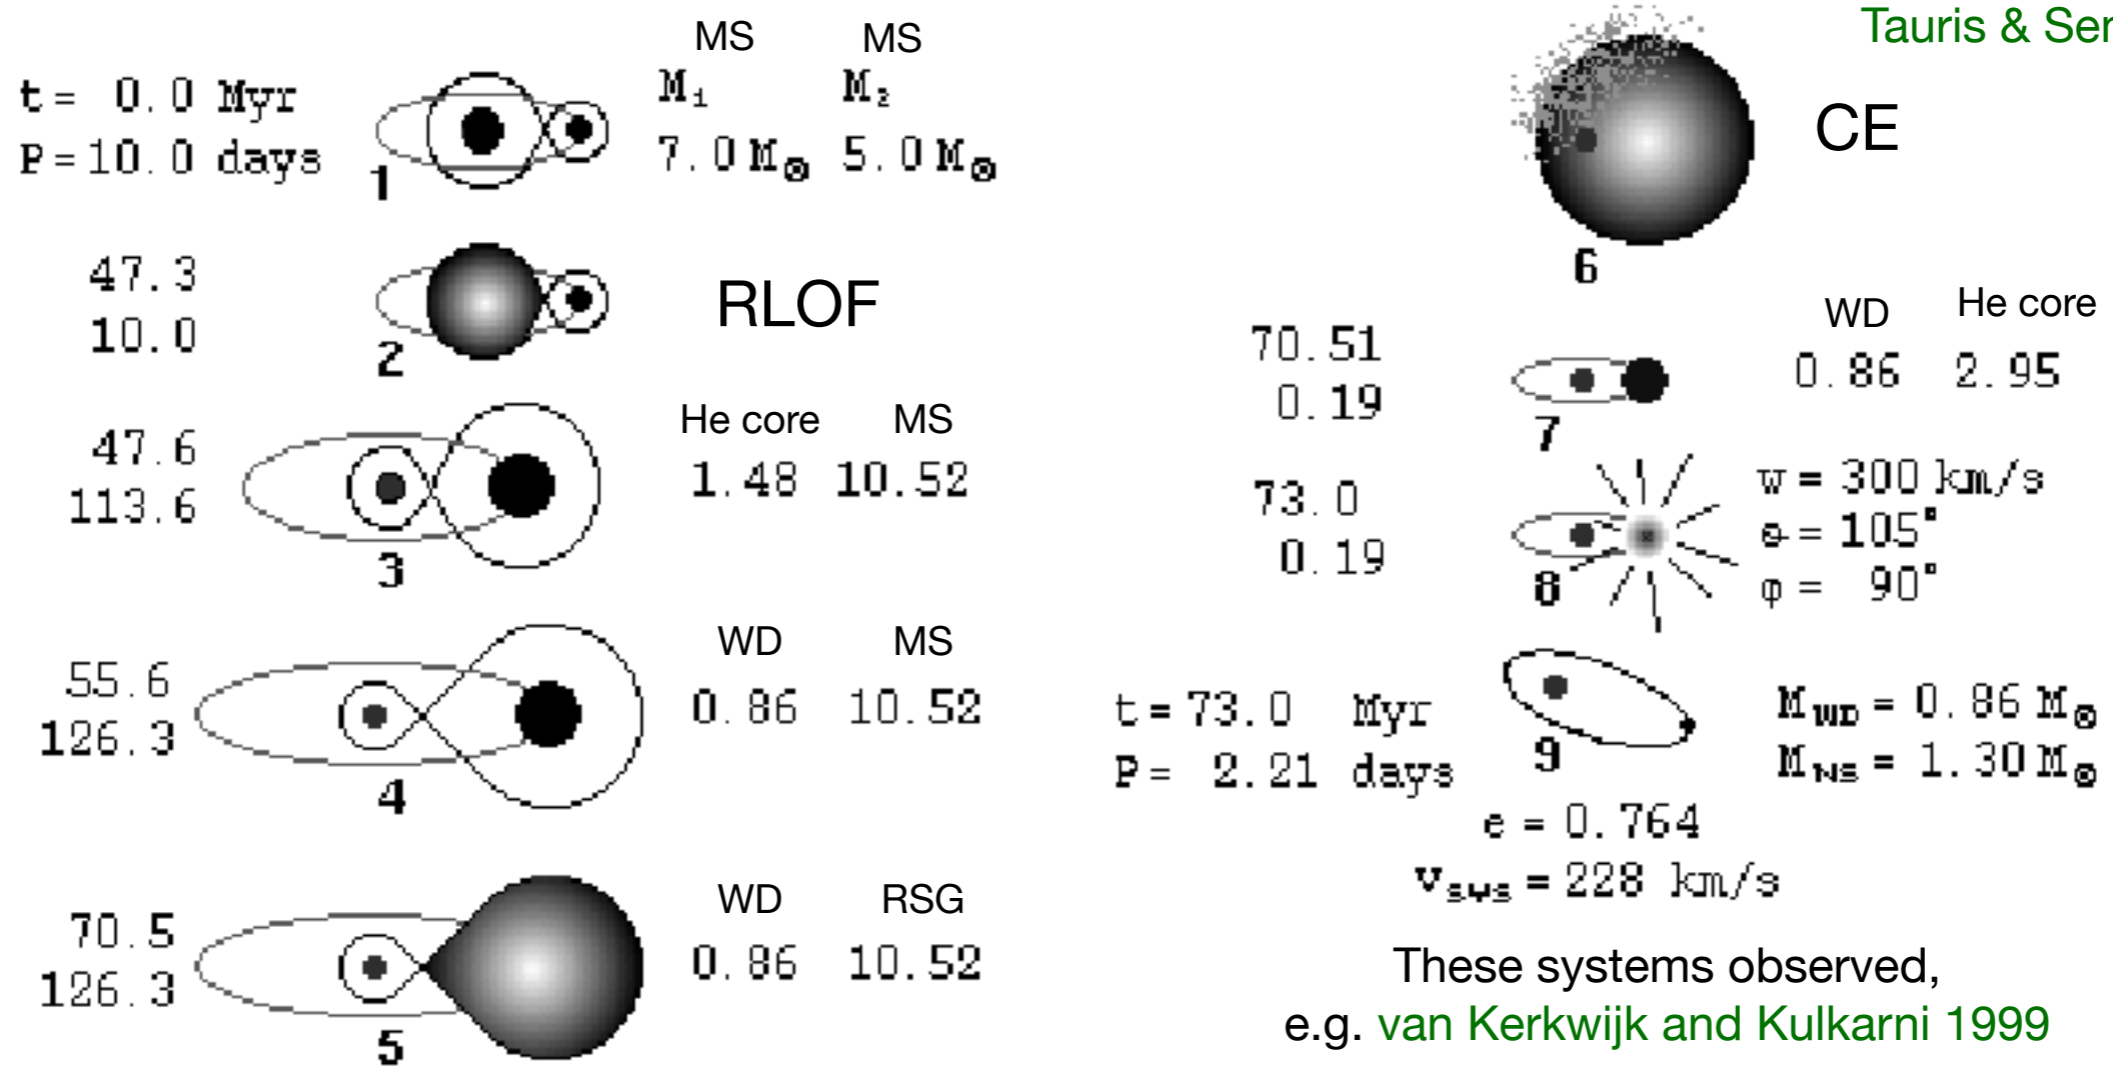 MS MS
t = 0.0 Myr M₁ M₂
P = 10.0 days 7.0 M⊗ 5.0 M⊗
1
47.3
10.0
RLOF
2
He core MS
47.6
113.6
1.48 10.52
3
WD MS
55.6
126.3
0.86 10.52
4
WD RSG
70.5
126.3
0.86 10.52
5
Tauris &
CE
6
WD He core
70.51
0.19
0.86 2.95
7
73.0
0.19
w = 300 km/s
θ = 105°
φ = 90°
8
t = 73.0 Myr
P = 2.21 days
9
M WD = 0.86 M⊗
M NS = 1.30 M⊗
e = 0.764
v sys = 228 km/s
These systems observed,
e.g. van Kerkwijk and Kulkarni 1999